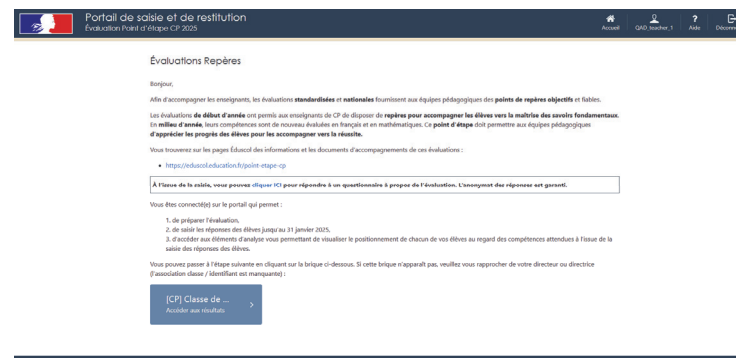 Portail de saisie et de restitution
Évaluation Point d'étape CP 2025
Accueil
QAD_teacher_1
?
Aide
Déconn
Évaluations Repères
Bonjour,
Afin d'accompagner les enseignants, les évaluations standardisées et nationales fournissent aux équipes pédagogiques des points de repères objectifs et fiables.
Les évaluations de début d'année ont permis aux enseignants de CP de disposer de repères pour accompagner les élèves vers la maîtrise des savoirs fondamentaux.
En milieu d'année, leurs compétences sont de nouveau évaluées en français et en mathématiques. Ce point d'étape doit permettre aux équipes pédagogiques
d'apprécier les progrès des élèves pour les accompagner vers la réussite.
Vous trouverez sur les pages Éduscol des informations et les documents d'accompagnements de ces évaluations :
• https://eduscol.education.fr/point-etape-cp
À l'issue de la saisie, vous pouvez cliquer ICI pour répondre à un questionnaire à propos de l'évaluation. L'anonymat des réponses est garanti.
Vous êtes connecté(e) sur le portail qui permet :
1. de préparer l'évaluation,
2. de saisir les réponses des élèves jusqu'au 31 janvier 2025,
3. d'accéder aux éléments d'analyse vous permettant de visualiser le positionnement de chacun de vos élèves au regard des compétences attendues à l'issue de la
saisie des réponses des élèves.
Vous pouvez passer à l'étape suivante en cliquant sur la brique ci-dessous. Si cette brique n'apparaît pas, veuillez vous rapprocher de votre directeur ou directrice
(l'association classe / identifiant est manquante) :
[CP] Classe de ...
Accéder aux résultats